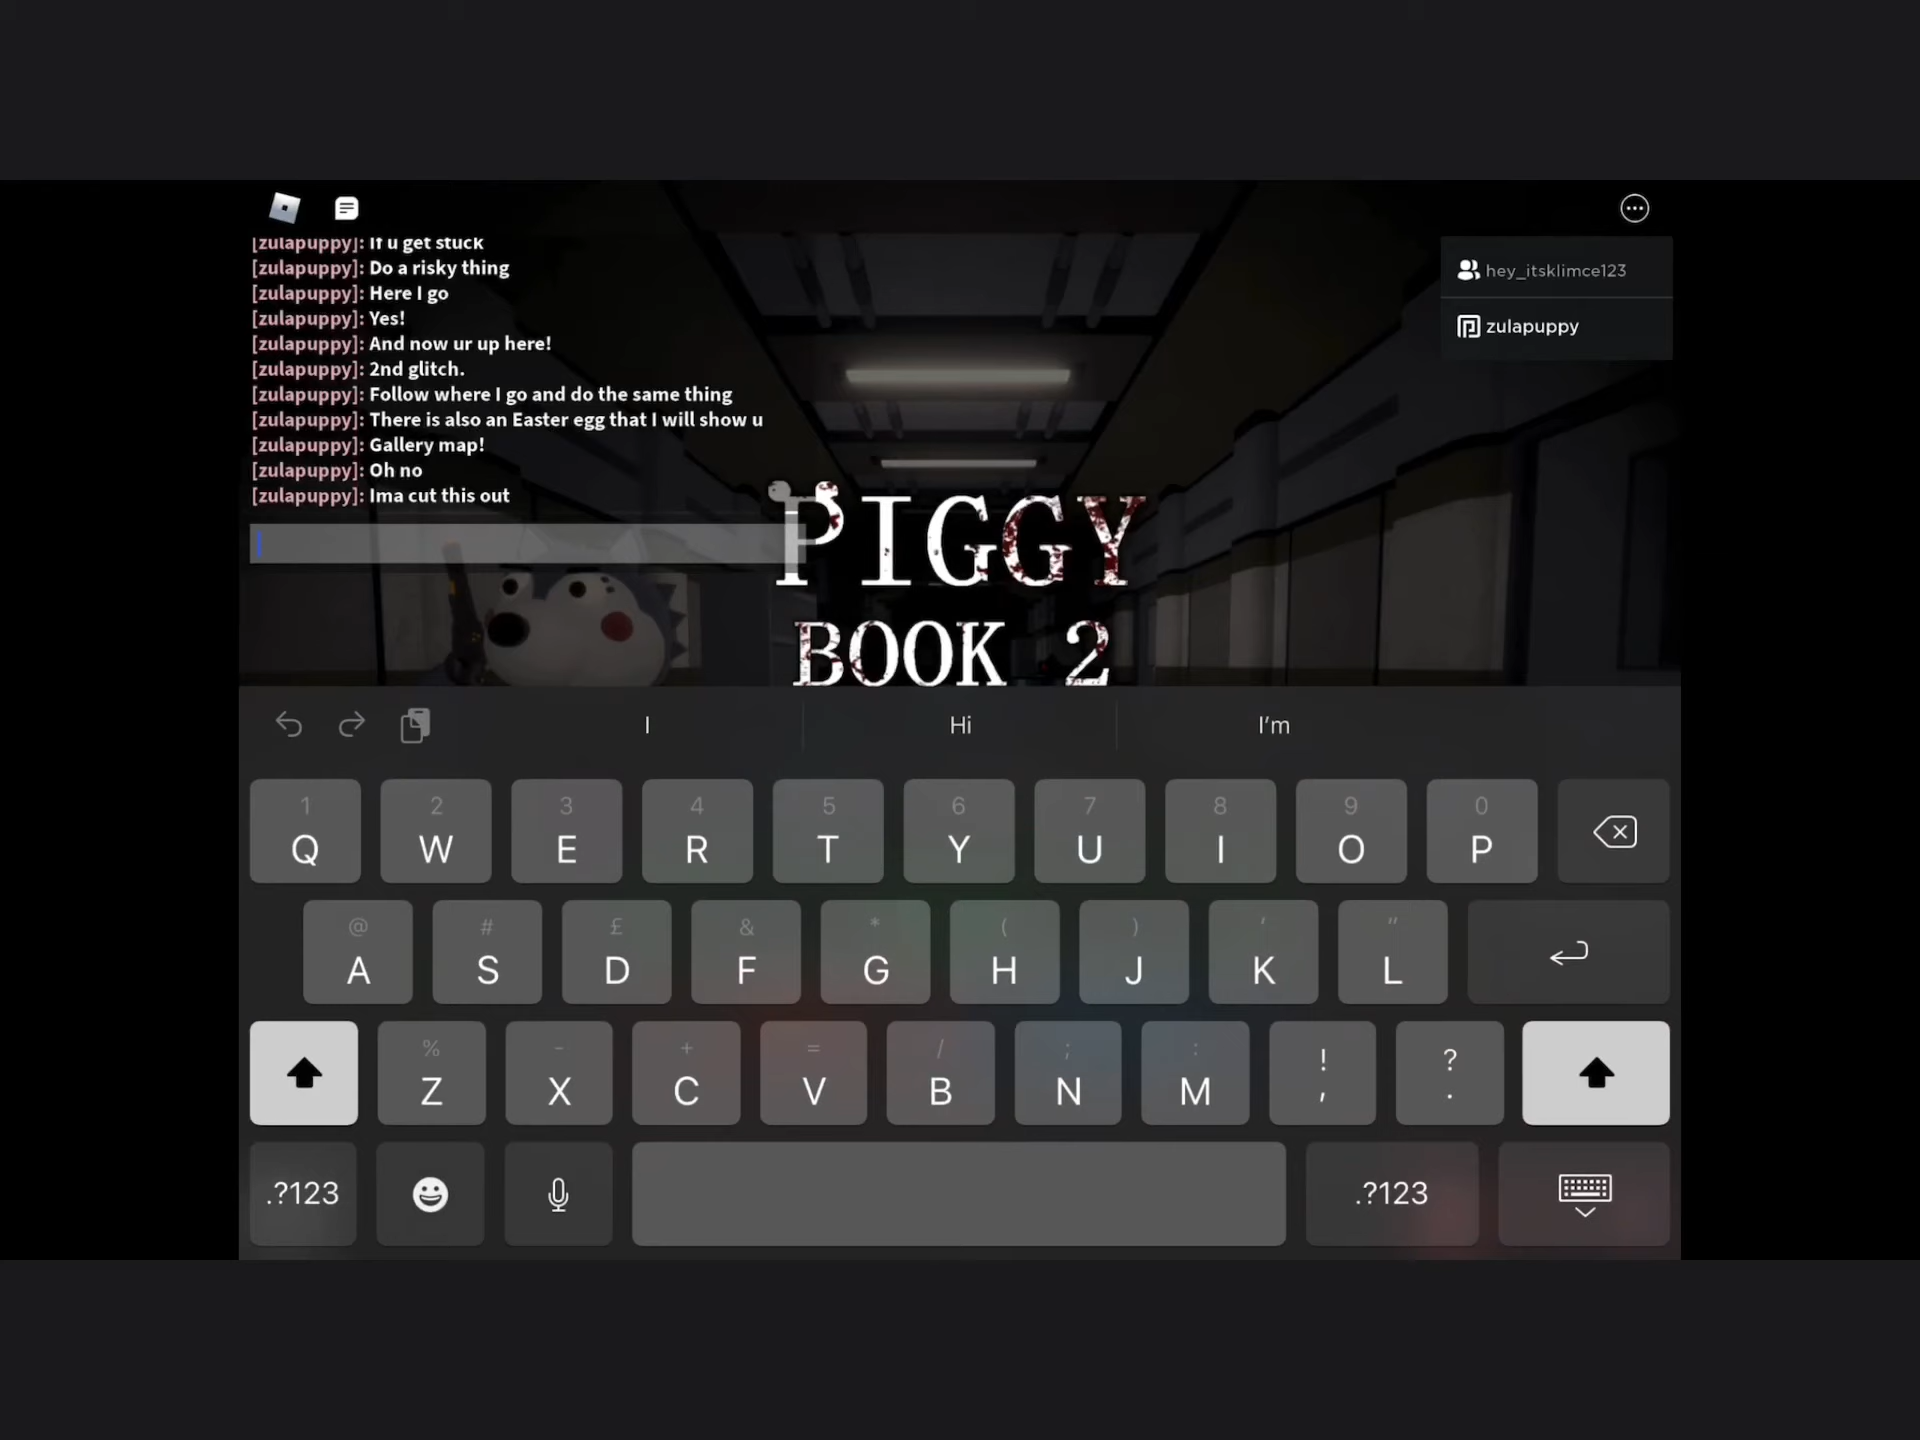 [zulapuppy]: If u get stuck
[zulapuppy]: Do a risky thing
[zulapuppy]: Here I go
[zulapuppy]: Yes!
[zulapuppy]: And now ur up here!
[zulapuppy]: 2nd glitch.
[zulapuppy]: Follow where I go and do the same thing
[zulapuppy]: There is also an Easter egg that I will show u
[zulapuppy]: Gallery map!
[zulapuppy]: Oh no
[zulapuppy]: Ima cut this out
hey_itsklimce123
zulapuppy
PIGGY
BOOK 2
I Hi I'm
1 2 3 4 5 6 7 8 9 0
Q W E R T Y U I O P
@ # £ & * ( ) ' "
A S D F G H J K L
% - + = / ; : ! ?
Z X C V B N M , .
.?123 .?123